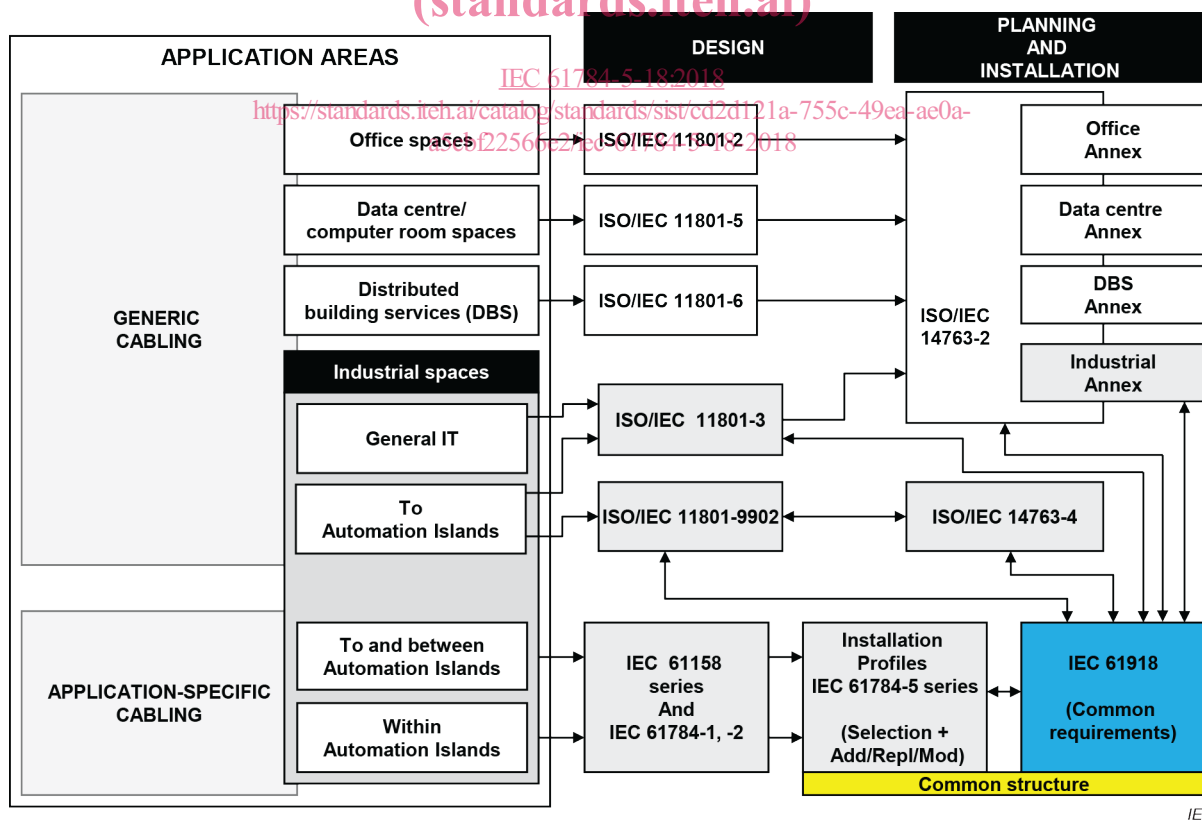 (standards.iteh.ai)
APPLICATION AREAS
DESIGN
PLANNING
AND
INSTALLATION
IEC 61784-5-18:2018
https://standards.iteh.ai/catalog/standards/sist/cd2d121a-755c-49ea-ae0a-
a5cbf22566e2/iec-61784-5-18-2018
Office spaces
ISO/IEC 11801-2
Office
Annex
Data centre/
computer room spaces
ISO/IEC 11801-5
Data centre
Annex
Distributed
building services (DBS)
ISO/IEC 11801-6
DBS
Annex
GENERIC
CABLING
ISO/IEC
14763-2
Industrial spaces
Industrial
Annex
General IT
ISO/IEC 11801-3
To
Automation Islands
ISO/IEC 11801-9902
ISO/IEC 14763-4
To and between
Automation Islands
IEC 61158
series
And
IEC 61784-1, -2
Installation
Profiles
IEC 61784-5 series
(Selection +
Add/Repl/Mod)
IEC 61918
(Common
requirements)
APPLICATION-SPECIFIC
CABLING
Within
Automation Islands
Common structure